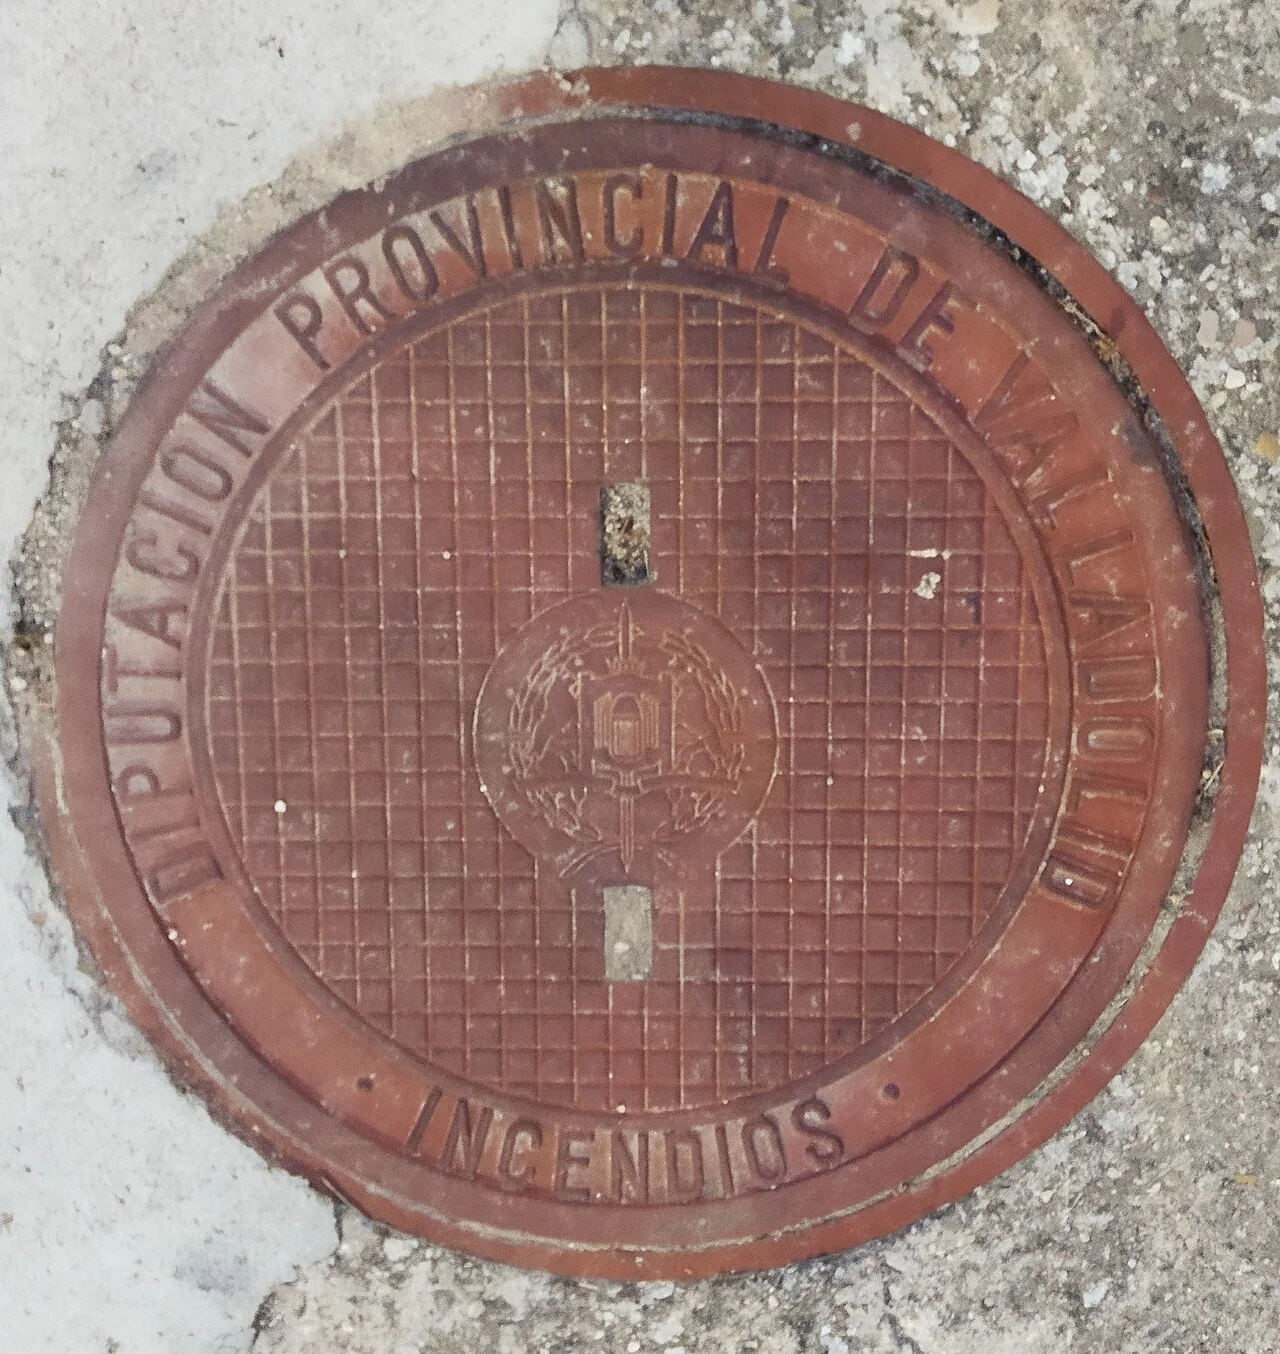 DIPUTACION PROVINCIAL DE VALLADOLID
· INCENDIOS ·